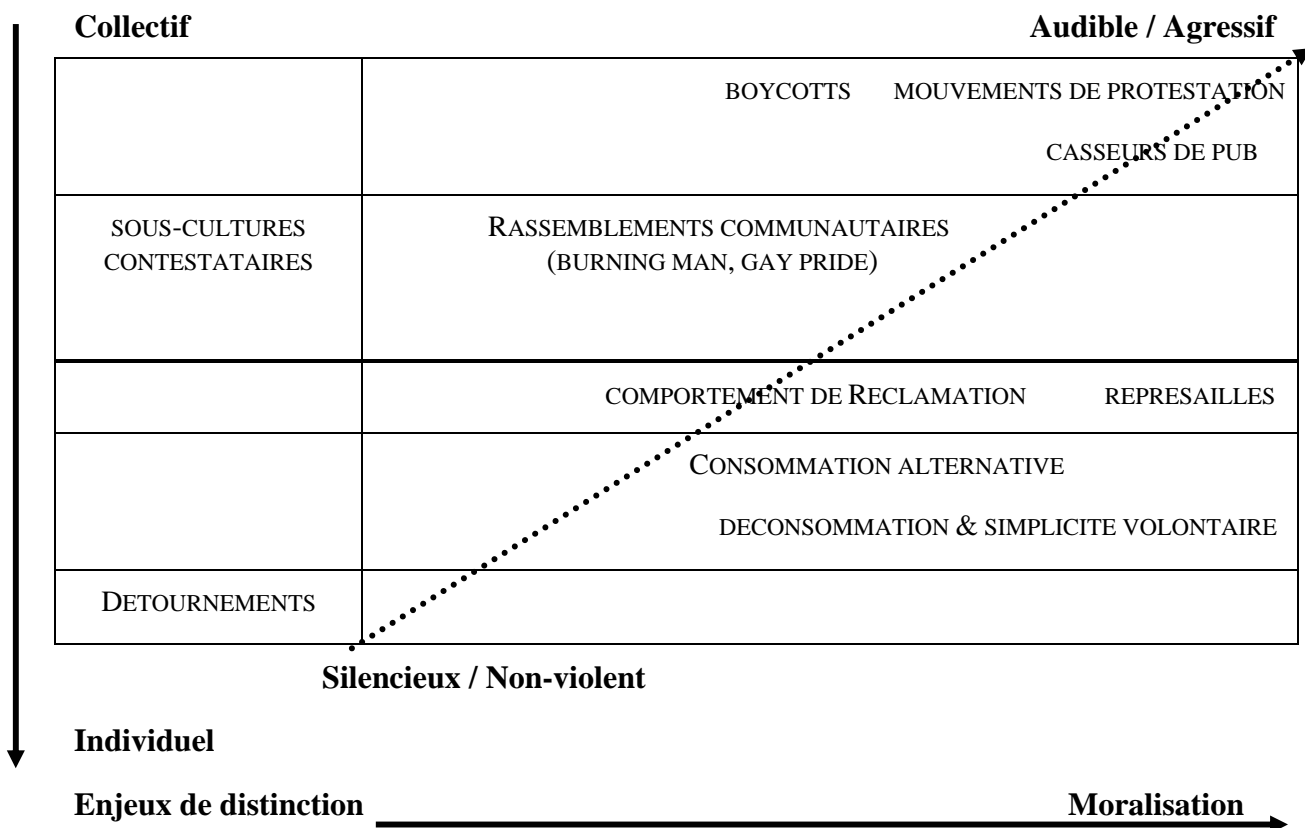 Collectif Audible / Agressif
BOYCOTTS MOUVEMENTS DE PROTESTATION
CASSEURS DE PUB
SOUS-CULTURES CONTESTATAIRES
RASSEMBLEMENTS COMMUNAUTAIRES
(BURNING MAN, GAY PRIDE)
COMPORTEMENT DE RECLAMATION REPRESAILLES
CONSOMMATION ALTERNATIVE
DECONSOMMATION & SIMPLICITE VOLONTAIRE
DETOURNEMENTS
Silencieux / Non-violent
Individuel
Enjeux de distinction Moralisation